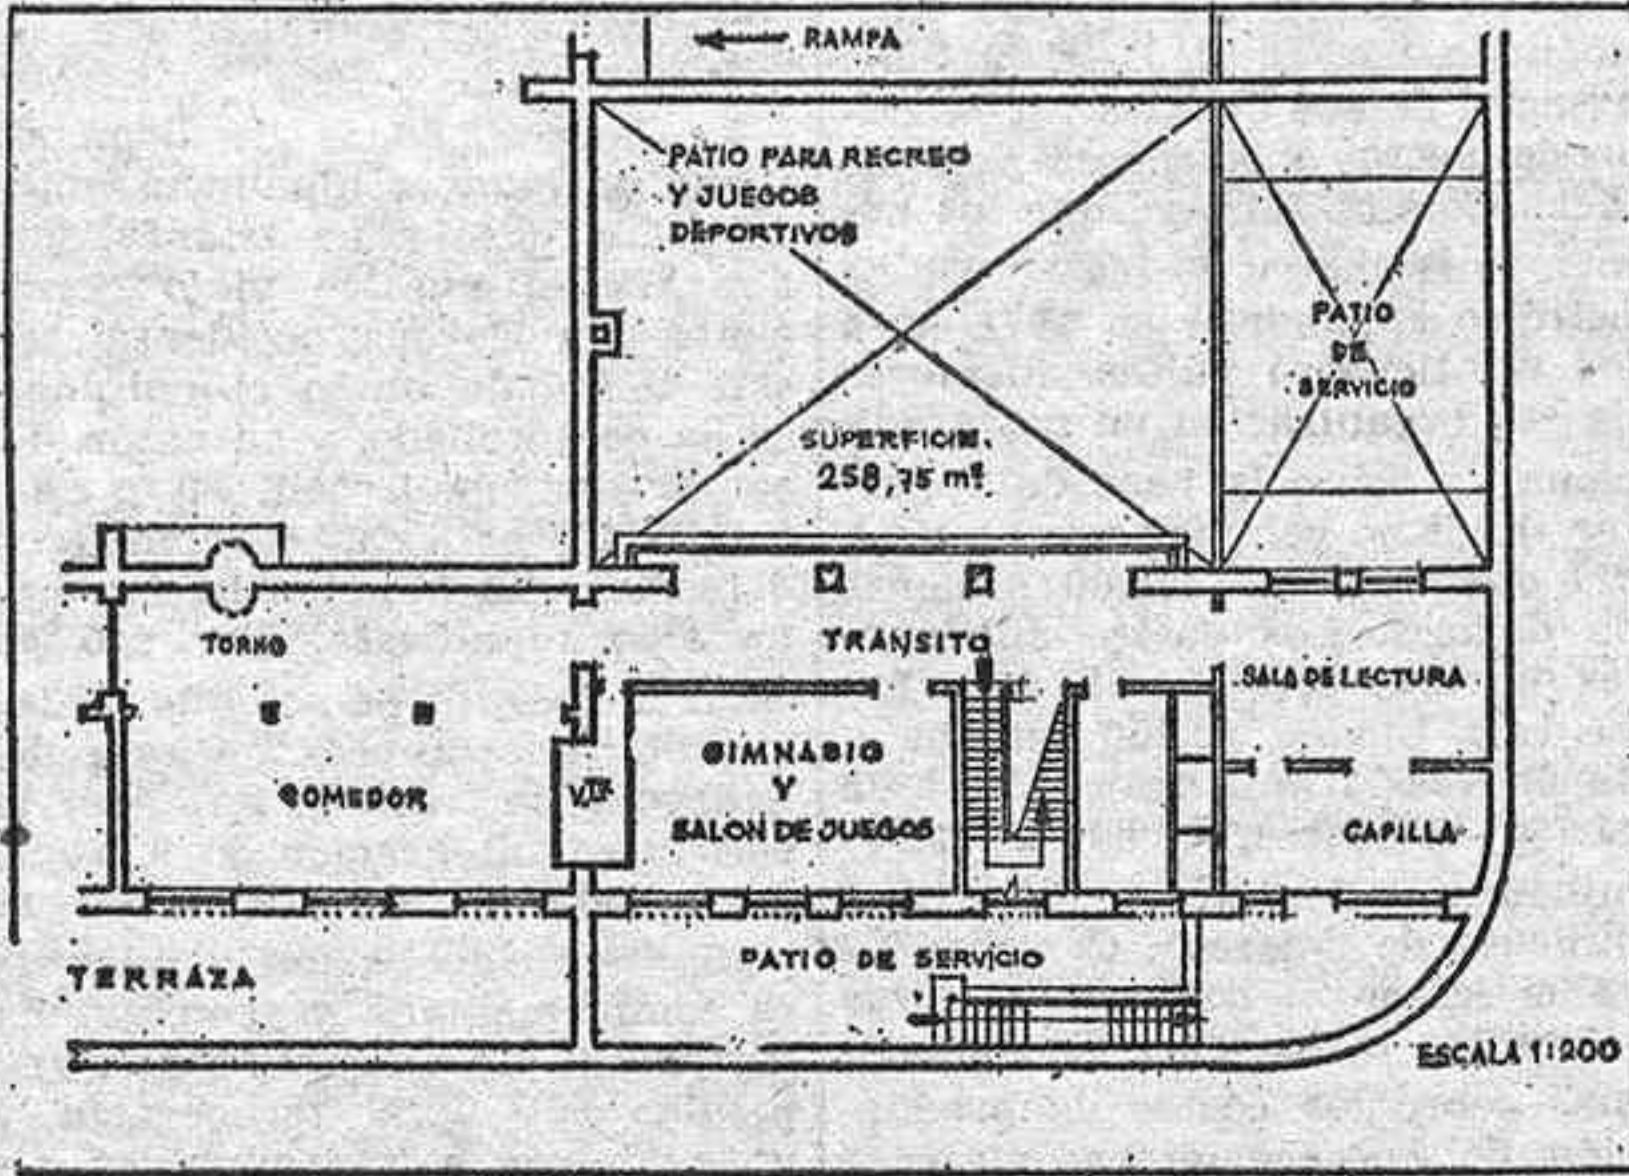 ← RAMPA
PATIO PARA RECREO
Y JUEGOS
DEPORTIVOS
PATIO
DE
SERVICIO
SUPERFICIE.
258,75 m².
TORNO
TRANSITO
SALA DE LECTURA
GIMNASIO
Y
SALON DE JUEGOS
COMEDOR
CAPILLA
TERRAZA
PATIO DE SERVICIO
ESCALA 1:200